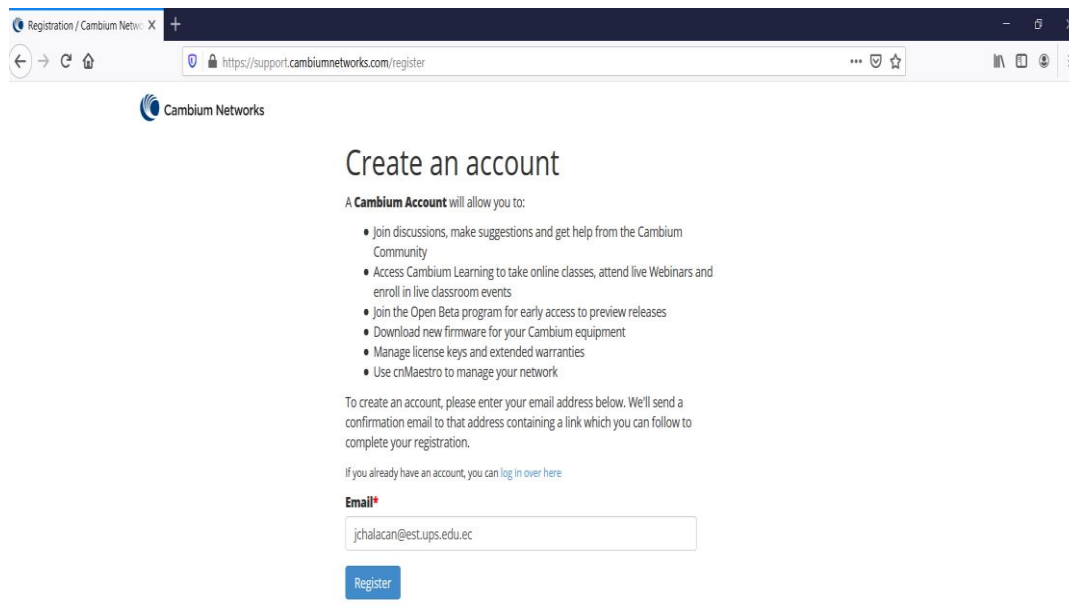 Registration / Cambium Netwo
https://support.cambiumnetworks.com/register
Cambium Networks
Create an account
A Cambium Account will allow you to:
• Join discussions, make suggestions and get help from the Cambium
Community
• Access Cambium Learning to take online classes, attend live Webinars and
enroll in live classroom events
• Join the Open Beta program for early access to preview releases
• Download new firmware for your Cambium equipment
• Manage license keys and extended warranties
• Use cnMaestro to manage your network
To create an account, please enter your email address below. We'll send a
confirmation email to that address containing a link which you can follow to
complete your registration.
If you already have an account, you can log in over here
Email*
jchalacan@est.ups.edu.ec
Register